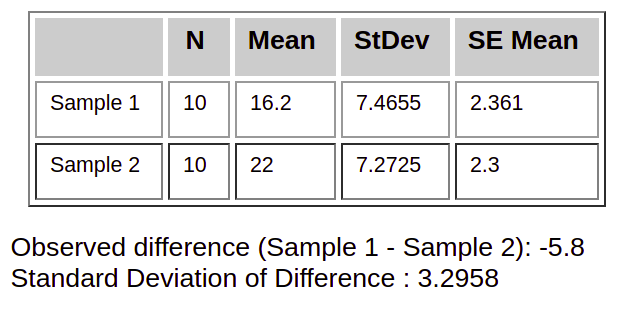 N Mean StDev SE Mean
Sample 1 10 16.2 7.4655 2.361
Sample 2 10 22 7.2725 2.3
Observed difference (Sample 1 - Sample 2): -5.8
Standard Deviation of Difference : 3.2958